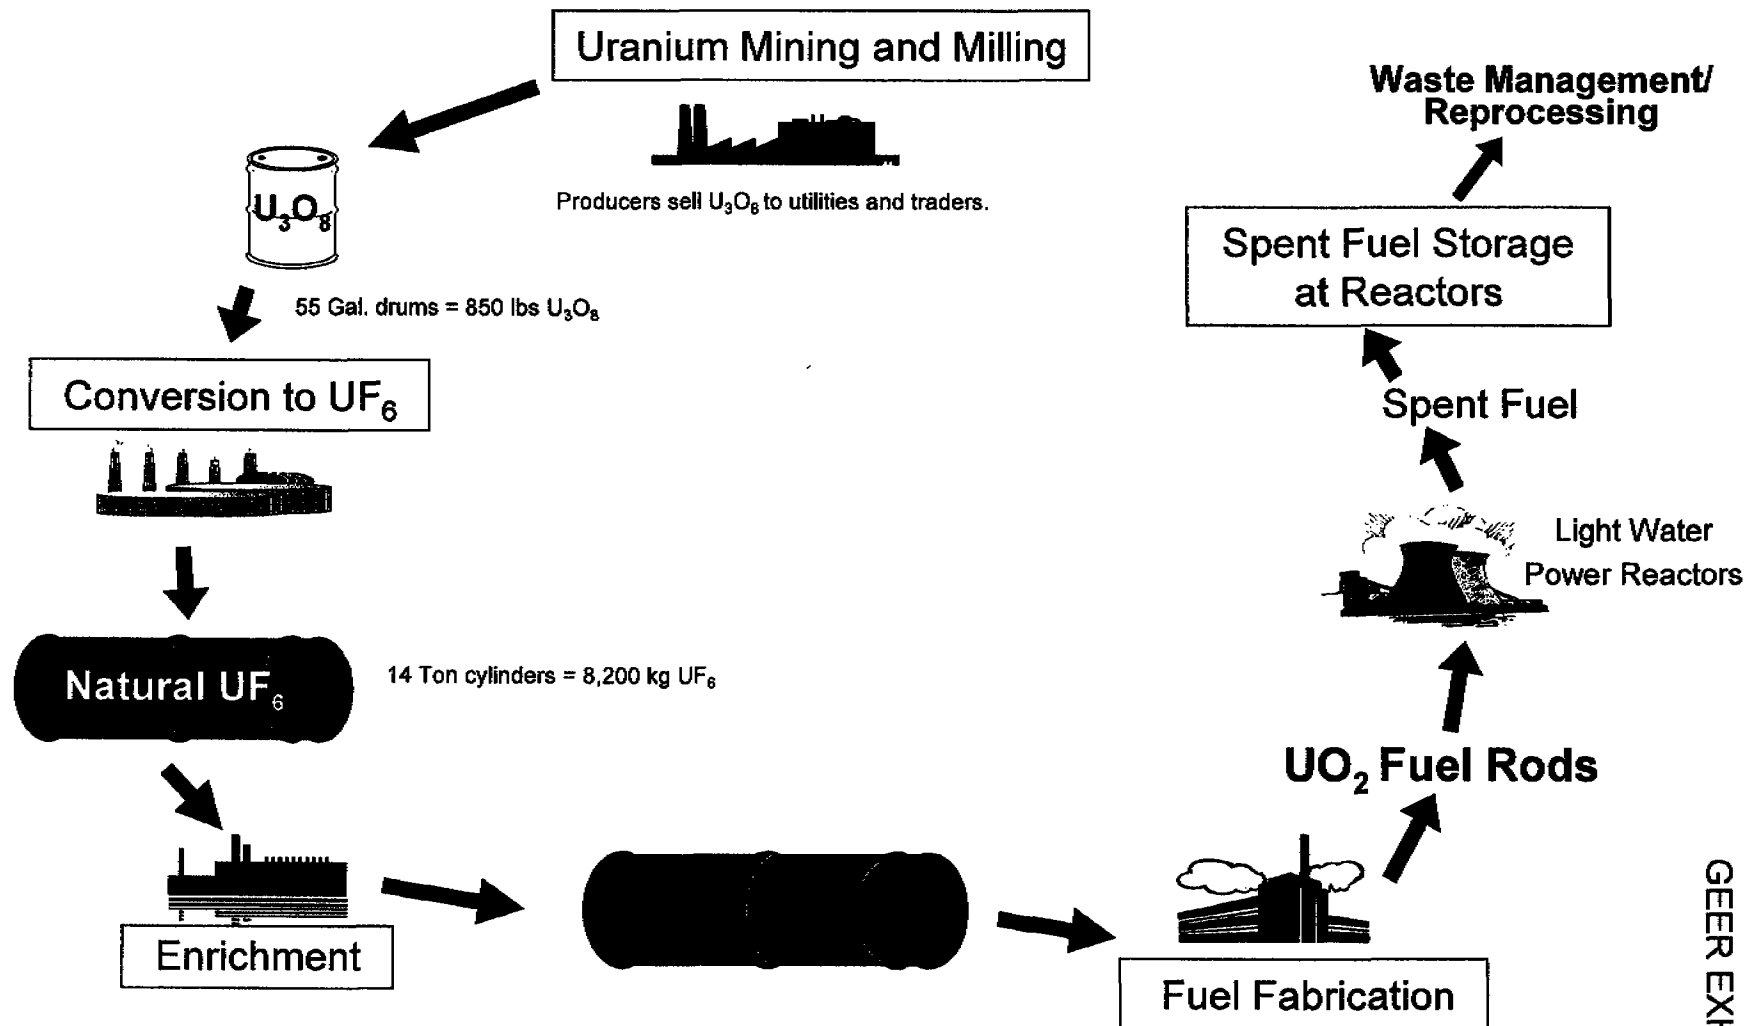 Uranium Mining and Milling
Producers sell U₃O₈ to utilities and traders.
U₃O₈
55 Gal. drums = 850 lbs U₃O₈
Conversion to UF₆
Natural UF₆
14 Ton cylinders = 8,200 kg UF₆
Enrichment
Fuel Fabrication
UO₂ Fuel Rods
Light Water
Power Reactors
Spent Fuel
Spent Fuel Storage
at Reactors
Waste Management/
Reprocessing
GEER